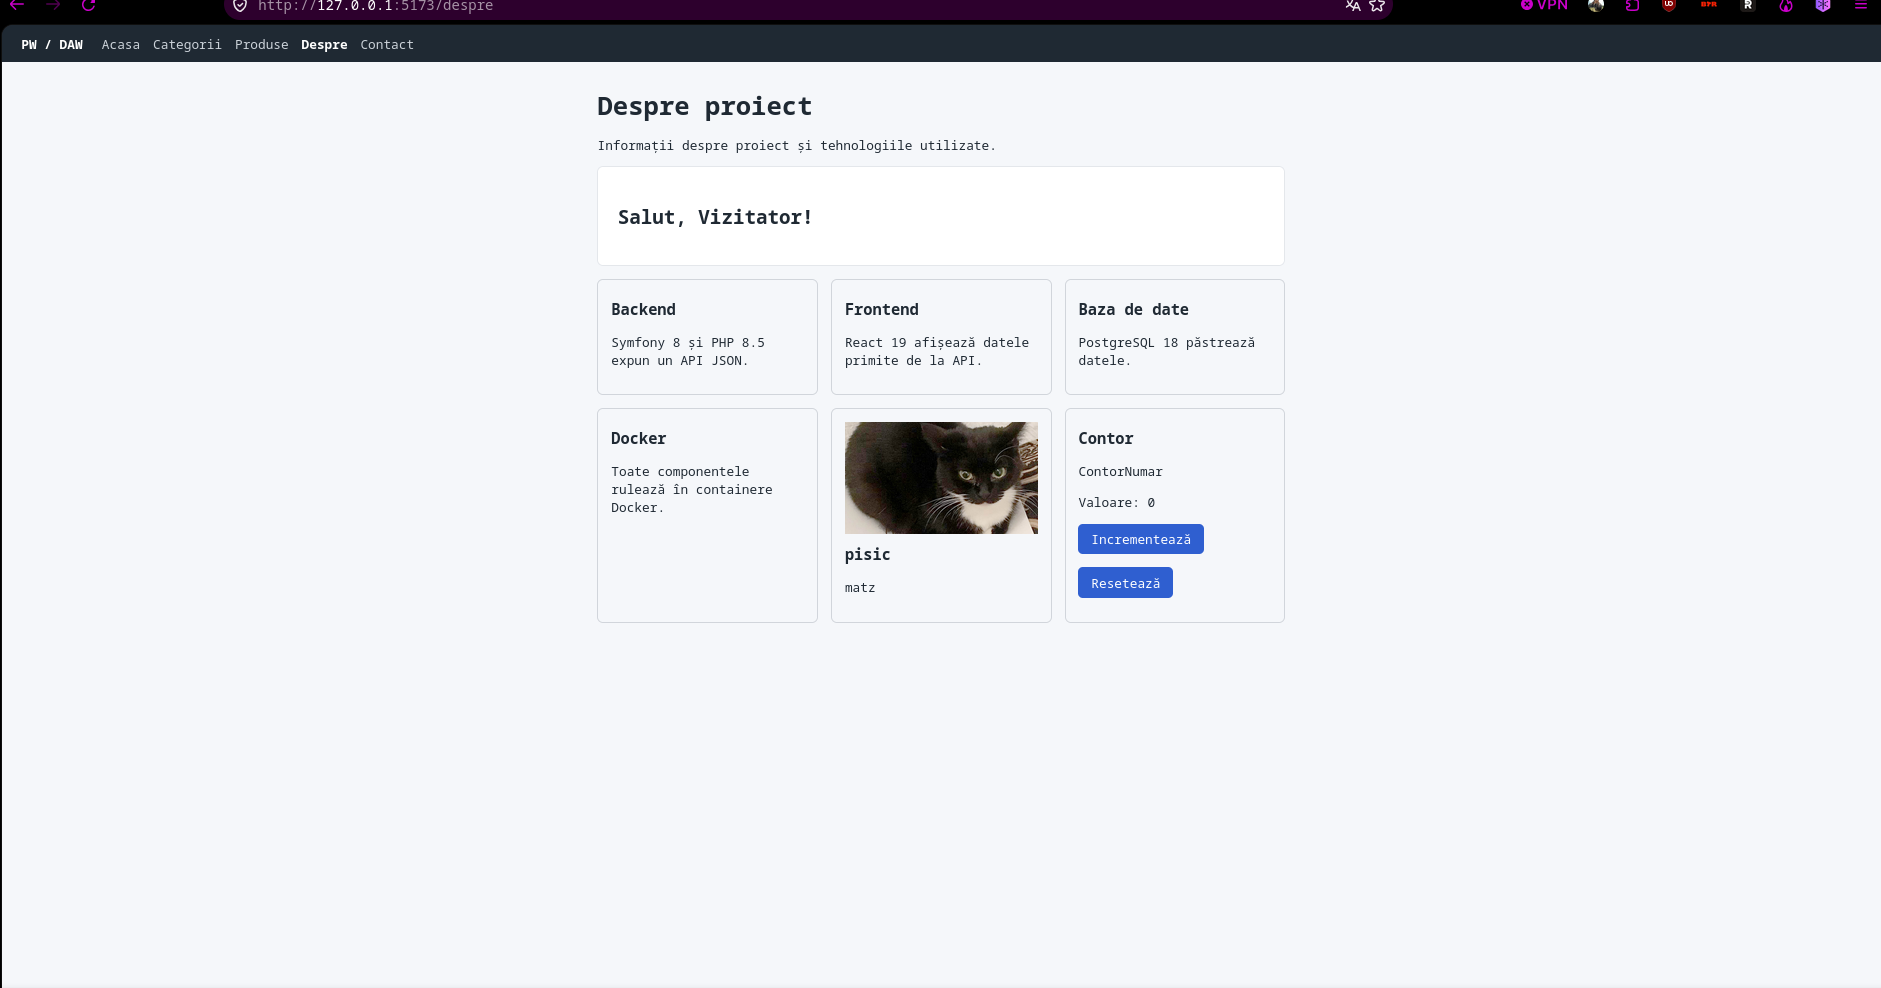 http://127.0.0.1:5173/despre
VPN
PW / DAW Acasa Categorii Produse Despre Contact
Despre proiect
Informații despre proiect și tehnologiile utilizate.
Salut, Vizitator!
Backend
Symfony 8 și PHP 8.5
expun un API JSON.
Frontend
React 19 afișează datele
primite de la API.
Baza de date
PostgreSQL 18 păstrează
datele.
Docker
Toate componentele
rulează în containere
Docker.
pisic
matz
Contor
ContorNumar
Valoare: 0
Incrementează
Resetează